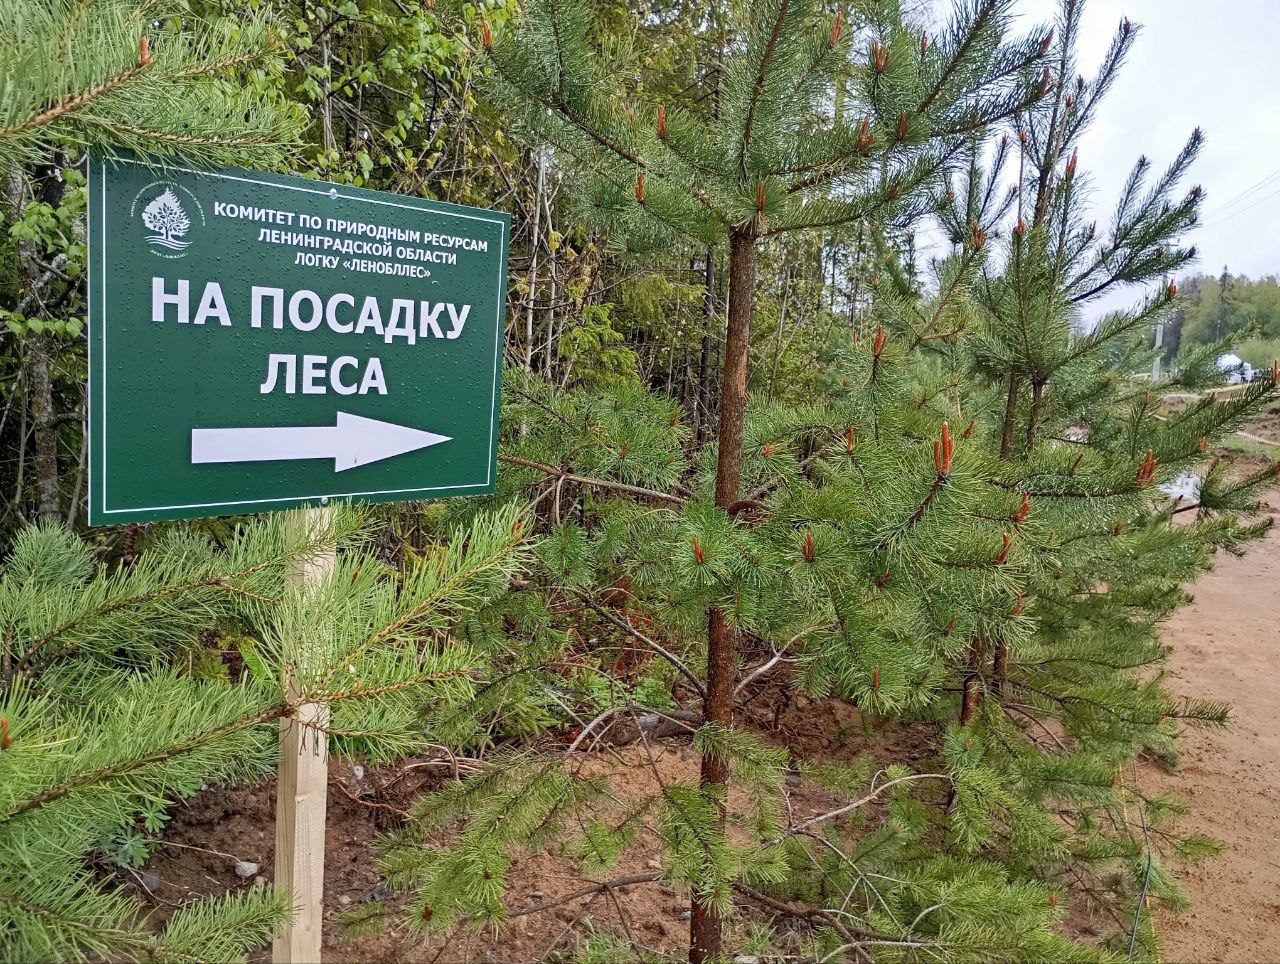 КОМИТЕТ ПО ПРИРОДНЫМ РЕСУРСАМ
ЛЕНИНГРАДСКОЙ ОБЛАСТИ
ЛОГКУ «ЛЕНОБЛЛЕС»
НА ПОСАДКУ
ЛЕСА